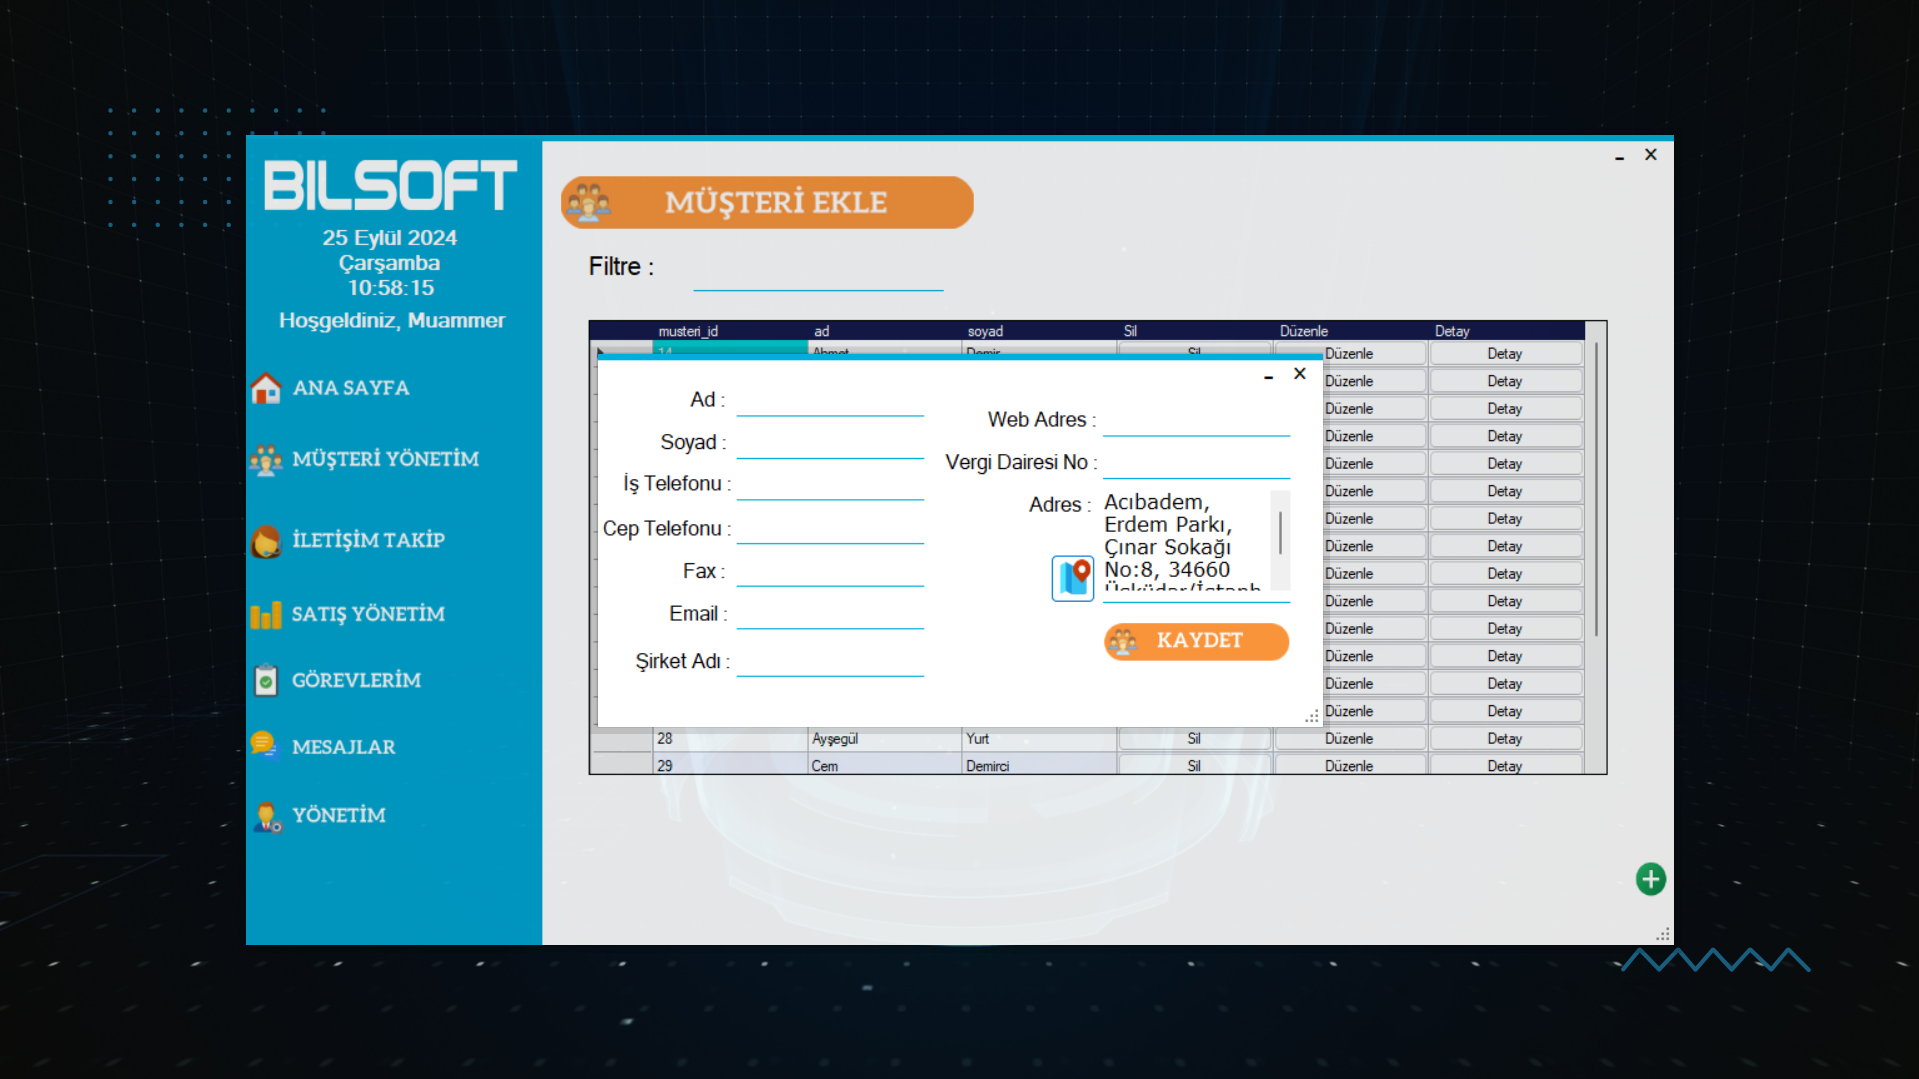 BILSOFT
25 Eylül 2024
Çarşamba
10:58:15
Hoşgeldiniz, Muammer
ANA SAYFA
MÜŞTERİ YÖNETİM
İLETİŞİM TAKİP
SATIŞ YÖNETİM
GÖREVLERİM
MESAJLAR
YÖNETİM
MÜŞTERİ EKLE
Filtre :
musteri_id ad soyad Sil Düzenle Detay
14 Ahmet Demir Sil Düzenle Detay
Düzenle Detay
Düzenle Detay
Düzenle Detay
Düzenle Detay
Düzenle Detay
Düzenle Detay
Düzenle Detay
Düzenle Detay
Düzenle Detay
Düzenle Detay
Düzenle Detay
Düzenle Detay
Düzenle Detay
28 Ayşegül Yurt Sil Düzenle Detay
29 Cem Demirci Sil Düzenle Detay
Ad :
Soyad :
İş Telefonu :
Cep Telefonu :
Fax :
Email :
Şirket Adı :
Web Adres :
Vergi Dairesi No :
Adres : Acıbadem,
Erdem Parkı,
Çınar Sokağı
No:8, 34660
Üsküdar/İstanb
KAYDET